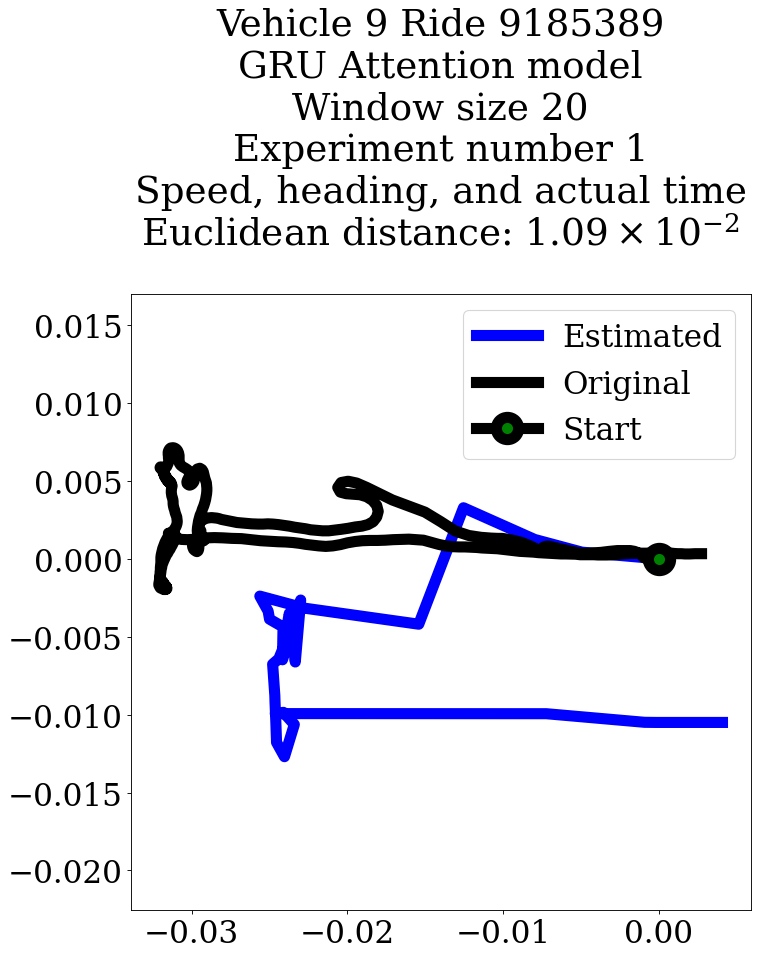 Vehicle 9 Ride 9185389
GRU Attention model
Window size 20
Experiment number 1
Speed, heading, and actual time
Euclidean distance: 1.09 × 10⁻²
Estimated
Original
Start
0.015
0.010
0.005
0.000
−0.005
−0.010
−0.015
−0.020
−0.03
−0.02
−0.01
0.00